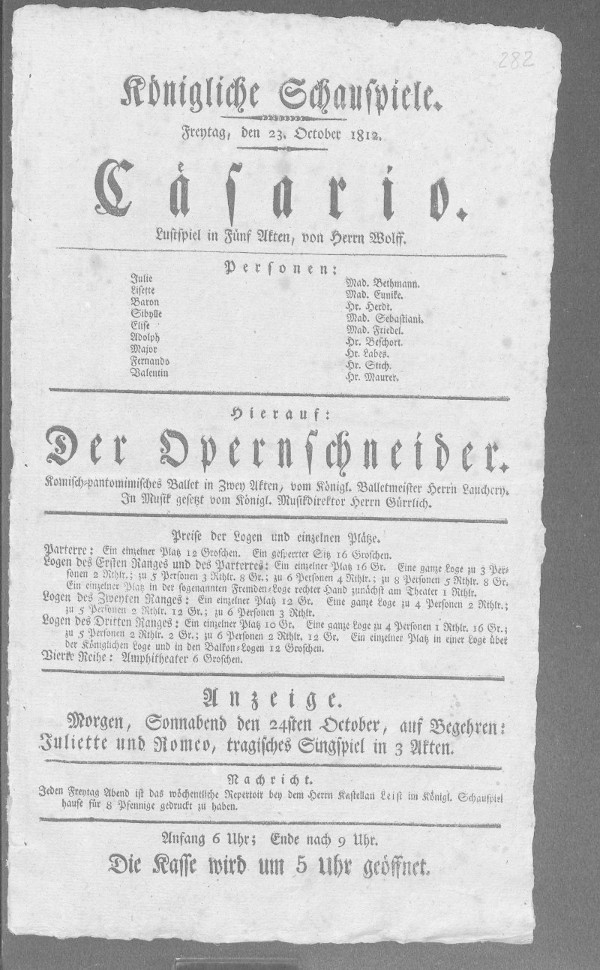 282
Königliche Schauspiele.
Freytag, den 23. October 1812.
Cäsario.
Lustspiel in Fünf Akten, von Herrn Wolff.
Personen:
Julie Mad. Bethmann.
Lisette Mad. Eunike.
Baron Hr. Herdt.
Sibylle Mad. Sebastiani.
Elise Mad. Friedel.
Adolph Hr. Beschort.
Major Hr. Labes.
Fernando Hr. Stich.
Valentin Hr. Maurer.
Hierauf:
Der Opernschneider.
Komisch-pantomimisches Ballet in Zwey Akten, vom Königl. Balletmeister Herrn Lauchery.
In Musik gesetzt vom Königl. Musikdirektor Herrn Gürrlich.
Preise der Logen und einzelnen Plätze.
Parterre: Ein einzelner Platz 12 Groschen. Ein gesperrter Sitz 16 Groschen.
Logen des Ersten Ranges und des Parterres: Ein einzelner Platz 16 Gr. Eine ganze Loge zu 3 Per-
sonen 2 Rthlr.; zu 5 Personen 3 Rthlr. 8 Gr.; zu 6 Personen 4 Rthlr.; zu 8 Personen 5 Rthlr. 8 Gr.
Ein einzelner Platz in der sogenannten Fremden-Loge rechter Hand zunächst am Theater 1 Rthlr.
Logen des Zweyten Ranges: Ein einzelner Platz 12 Gr. Eine ganze Loge zu 4 Personen 2 Rthlr.;
zu 5 Personen 2 Rthlr. 12 Gr.; zu 6 Personen 3 Rthlr.
Logen des Dritten Ranges: Ein einzelner Platz 10 Gr. Eine ganze Loge zu 4 Personen 1 Rthlr. 16 Gr.;
zu 5 Personen 2 Rthlr. 2 Gr.; zu 6 Personen 2 Rthlr. 12 Gr. Ein einzelner Platz in einer Loge über
der Königlichen Loge und in den Balkon-Logen 12 Groschen.
Vierte Reihe: Amphitheater 6 Groschen.
Anzeige.
Morgen, Sonnabend den 24sten October, auf Begehren:
Juliette und Romeo, tragisches Singspiel in 3 Akten.
Nachricht.
Jeden Freytag Abend ist das wöchentliche Repertoir bey dem Herrn Kastellan Leist im Königl. Schauspiel
hause für 8 Pfennige gedruckt zu haben.
Anfang 6 Uhr; Ende nach 9 Uhr.
Die Kasse wird um 5 Uhr geöffnet.